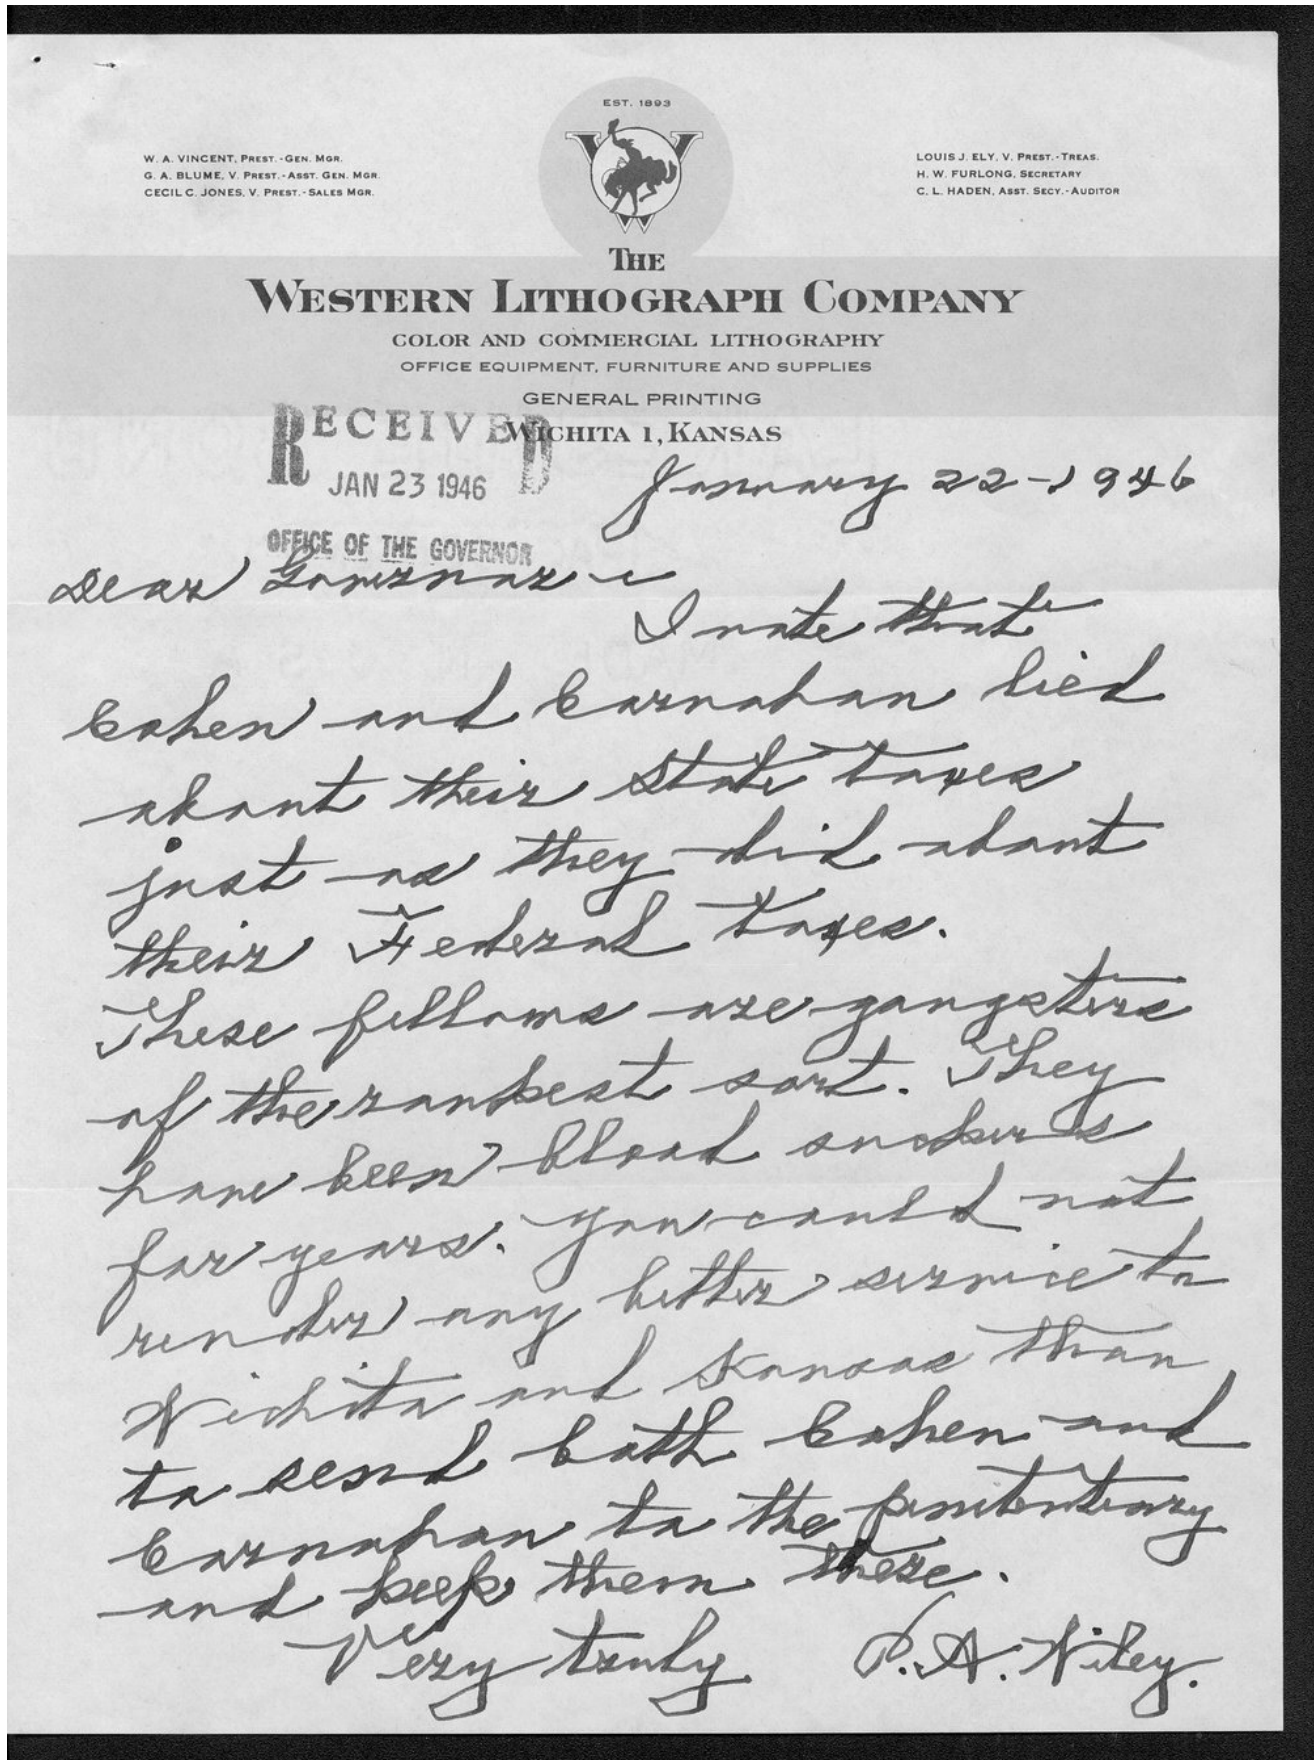 EST. 1893
W. A. VINCENT, PREST.-GEN. MGR.
G. A. BLUME, V. PREST.-ASST. GEN. MGR.
CECIL C. JONES, V. PREST.-SALES MGR.
LOUIS J. ELY, V. PREST.-TREAS.
H. W. FURLONG, SECRETARY
C. L. HADEN, ASST. SECY.-AUDITOR
W
THE
WESTERN LITHOGRAPH COMPANY
COLOR AND COMMERCIAL LITHOGRAPHY
OFFICE EQUIPMENT, FURNITURE AND SUPPLIES
GENERAL PRINTING
WICHITA 1, KANSAS
RECEIVED
JAN 23 1946
OFFICE OF THE GOVERNOR
January 22-1946
Dear Governor -
I note that
Cohen and Carnahan lied
about their State taxes
just as they did about
their Federal taxes.
These fellows are gangsters
of the rankest sort. They
have been blood suckers
for years. You could not
render any better service to
Wichita and Kansas than
to send both Cohen and
Carnahan to the penitentiary
and keep them there.
Very truly P. A. Wiley.